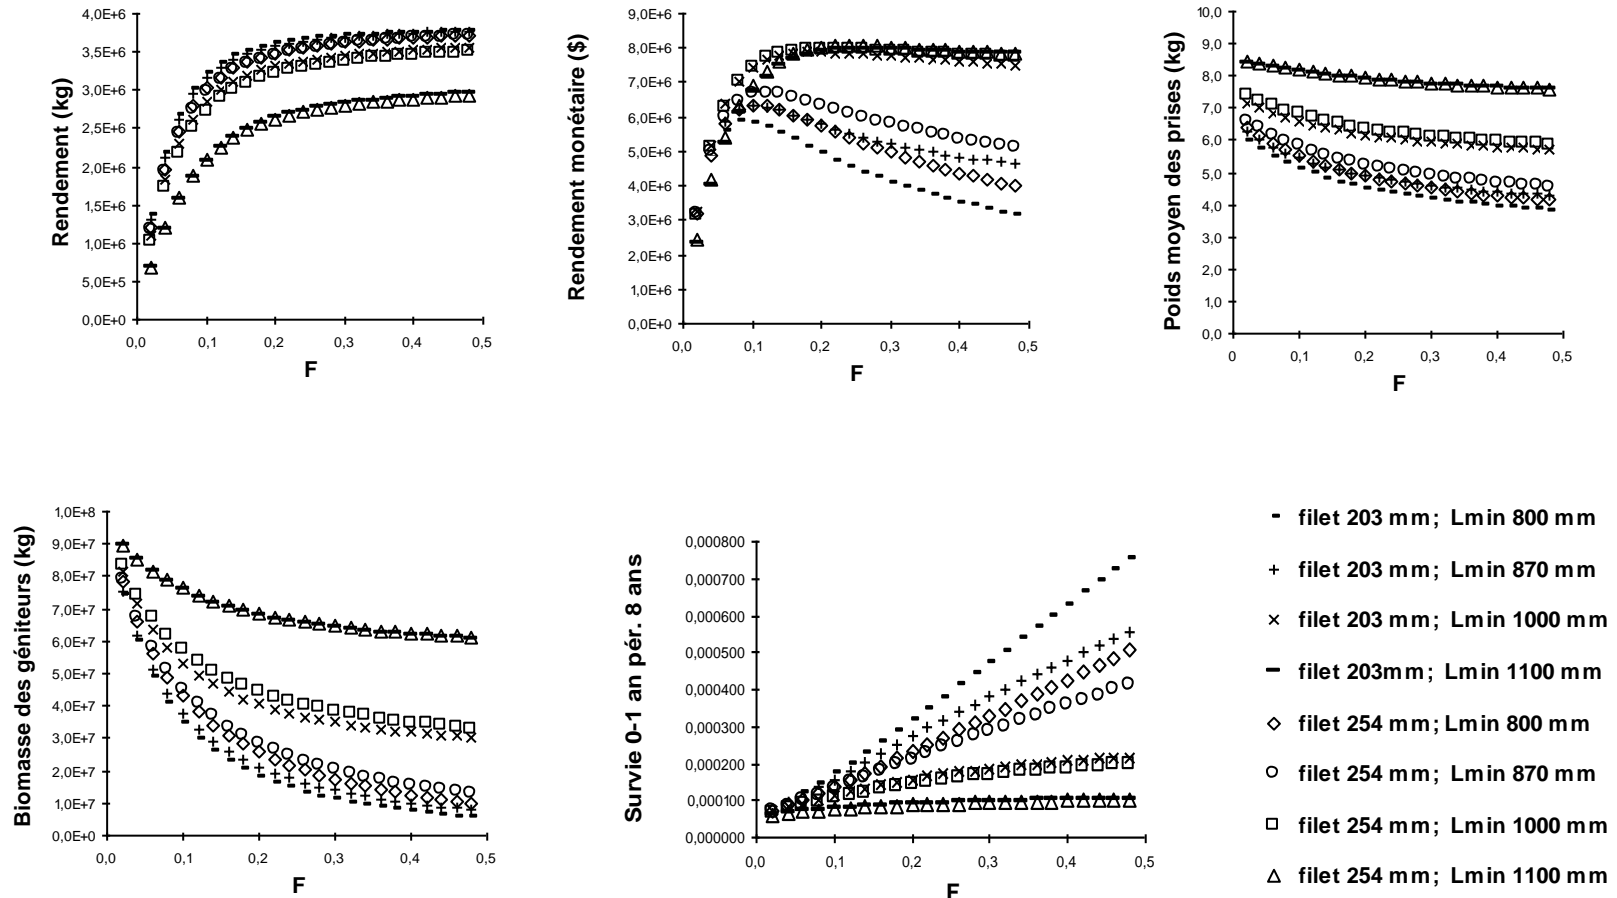 Rendement (kg)
4,0E+6
3,5E+6
3,0E+6
2,5E+6
2,0E+6
1,5E+6
1,0E+6
5,0E+5
0,0E+0
0,0 0,1 0,2 0,3 0,4 0,5
F
Rendement monétaire ($)
9,0E+6
8,0E+6
7,0E+6
6,0E+6
5,0E+6
4,0E+6
3,0E+6
2,0E+6
1,0E+6
0,0E+0
0,0 0,1 0,2 0,3 0,4 0,5
F
Poids moyen des prises (kg)
10,0
9,0
8,0
7,0
6,0
5,0
4,0
3,0
2,0
1,0
0,0
0 0,1 0,2 0,3 0,4 0,5
F
Biomasse des géniteurs (kg)
1,0E+8
9,0E+7
8,0E+7
7,0E+7
6,0E+7
5,0E+7
4,0E+7
3,0E+7
2,0E+7
1,0E+7
0,0E+0
0,0 0,1 0,2 0,3 0,4 0,5
F
Survie 0-1 an pér. 8 ans
0,000800
0,000700
0,000600
0,000500
0,000400
0,000300
0,000200
0,000100
0,000000
0,0 0,1 0,2 0,3 0,4 0,5
F
filet 203 mm; Lmin 800 mm
filet 203 mm; Lmin 870 mm
filet 203 mm; Lmin 1000 mm
filet 203mm; Lmin 1100 mm
filet 254 mm; Lmin 800 mm
filet 254 mm; Lmin 870 mm
filet 254 mm; Lmin 1000 mm
filet 254 mm; Lmin 1100 mm